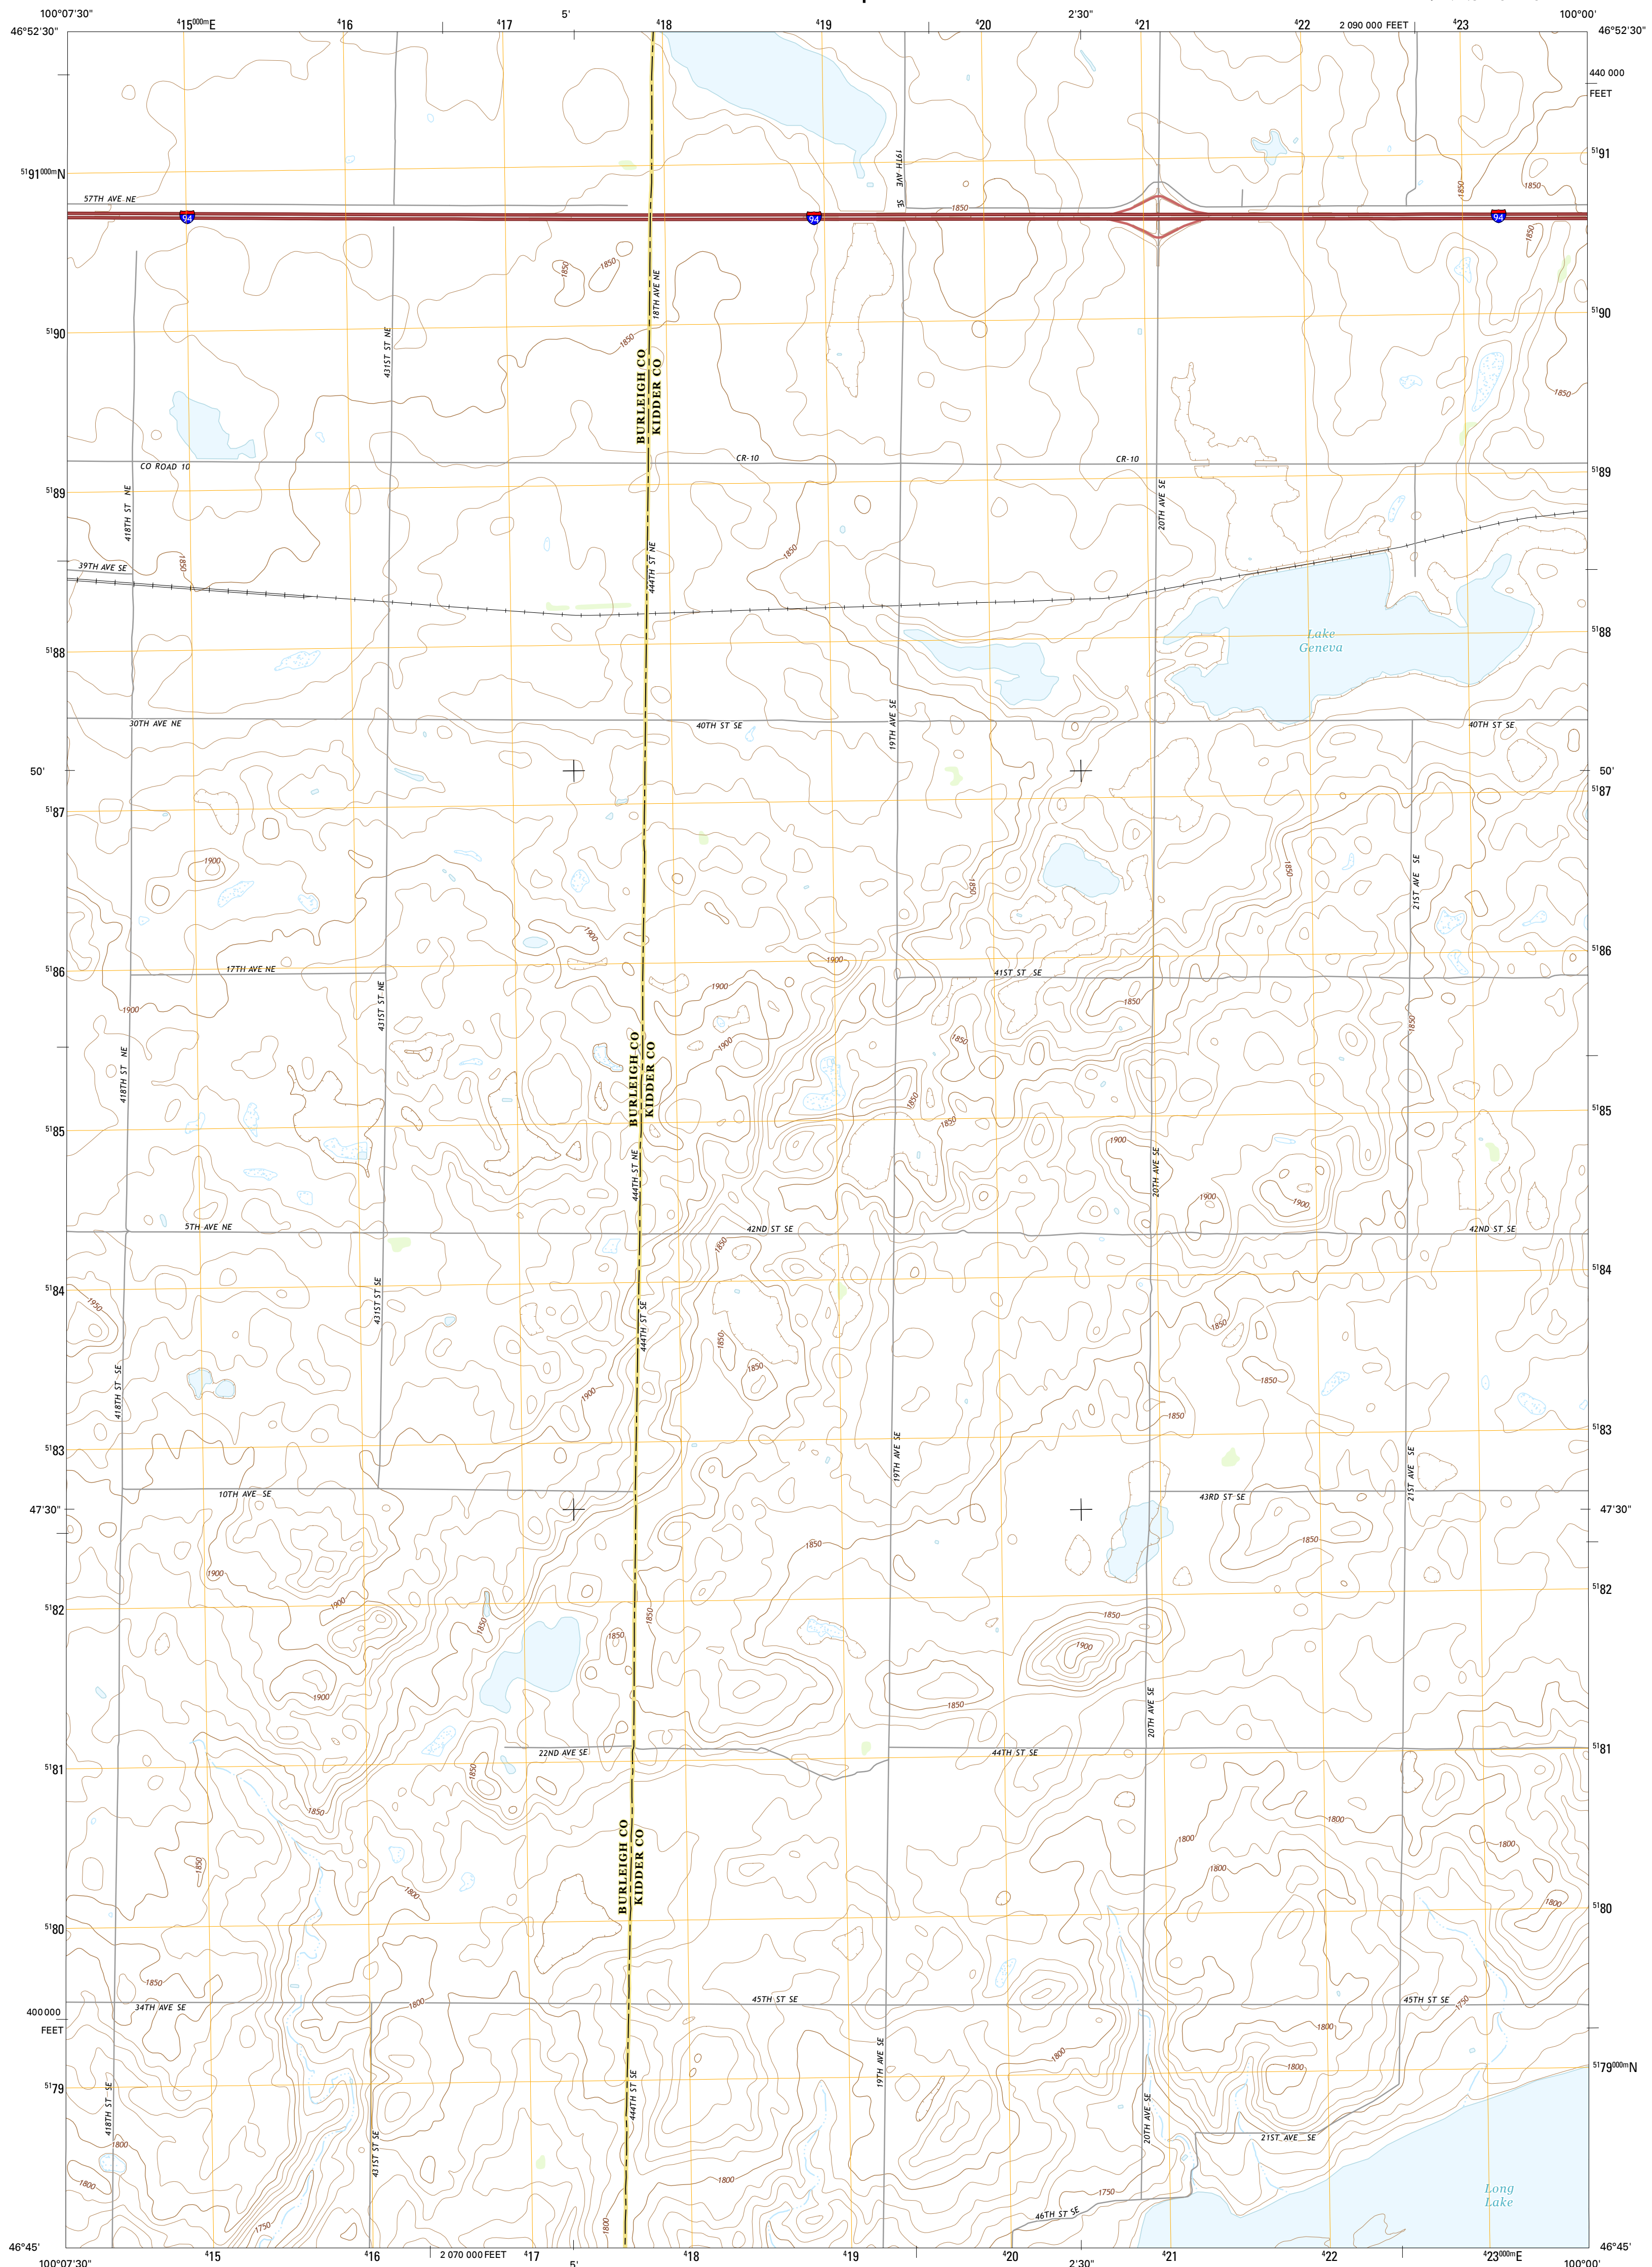 100°07'30"
⁴15⁰⁰⁰ᵐE
⁴16
⁴17
5'
⁴18
⁴19
⁴20
2'30"
⁴21
⁴22
2 090 000 FEET
⁴23
100°00'
46°52'30"
46°52'30"
440 000
FEET
⁵¹91⁰⁰⁰ᵐN
19TH AVE SE
⁵¹91
1850
1850
57TH AVE NE
1850
94
94
94
1850
1850
1850
18TH AVE NE
⁵¹90
⁵¹90
431ST ST NE
1850
BURLEIGH CO
KIDDER CO
1850
CO ROAD 10
CR-10
CR-10
⁵¹89
⁵¹89
418TH ST NE
20TH AVE SE
1850
1850
39TH AVE SE
444TH ST NE
Lake
Geneva
⁵¹88
⁵¹88
30TH AVE NE
40TH ST SE
19TH AVE SE
40TH ST SE
50'
50'
⁵¹87
⁵¹87
1900
1850
1850
21ST AVE SE
1900
1900
⁵¹86
⁵¹86
17TH AVE NE
41ST ST SE
1900
1900
431ST ST NE
1850
1850
1900
1850
BURLEIGH CO
KIDDER CO
418TH ST NE
1850
1850
⁵¹85
⁵¹85
1900
444TH ST NE
20TH AVE SE
1900
1900
5TH AVE NE
42ND ST SE
42ND ST SE
1850
⁵¹84
⁵¹84
1950
431ST ST SE
444TH ST SE
1850
1850
1850
1850
418TH ST SE
1900
1850
⁵¹83
⁵¹83
19TH AVE SE
21ST AVE SE
10TH AVE SE
43RD ST SE
47'30"
47'30"
1850
1850
1900
⁵¹82
⁵¹82
1900
1850
1850
1850
1850
1900
1900
1850
20TH AVE SE
22ND AVE SE
44TH ST SE
⁵¹81
⁵¹81
1850
1850
1800
1800
1800
BURLEIGH CO
KIDDER CO
1850
1800
1800
1800
⁵¹80
⁵¹80
1850
34TH AVE SE
1800
45TH ST SE
45TH ST SE
1750
400 000
FEET
1800
1800
1800
1800
19TH AVE SE
⁵¹79
⁵¹79⁰⁰⁰ᵐN
418TH ST SE
444TH ST SE
20TH AVE SE
21ST AVE SE
1800
431ST ST SE
1800
1800
1750
Long
Lake
46TH ST SE
1750
1800
46°45'
46°45'
100°07'30"
⁴15
⁴16
2 070 000 FEET
⁴17
5'
⁴18
⁴19
⁴20
2'30"
⁴21
⁴22
⁴23⁰⁰⁰ᵐE
100°00'